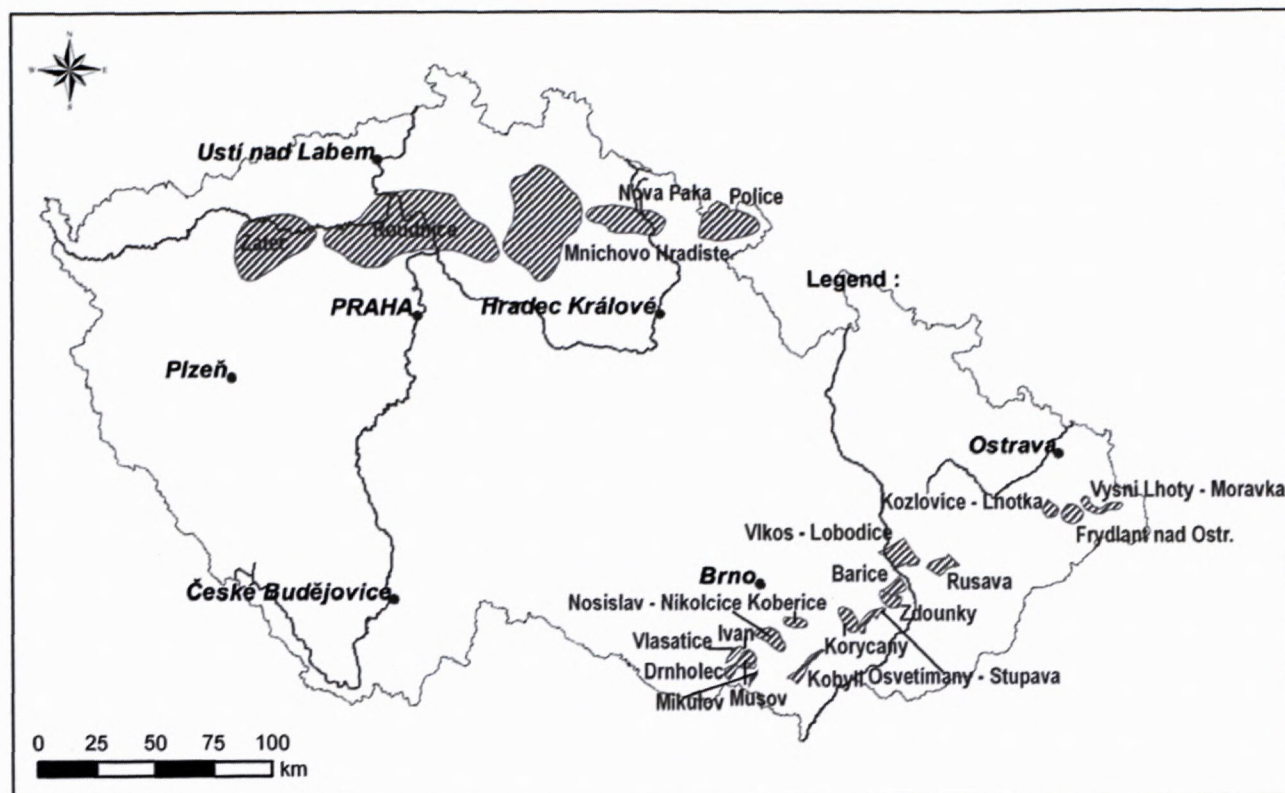 N
W E
S
Ustí nad Labem
Nova Paka
Police
Roudnice
Zatec
Mnichovo Hradiste
Legend :
PRAHA
Hradec Králové
Plzeň
Ostrava
Vysni Lhoty - Moravka
Kozlovice - Lhotka
Frydlant nad Ostr.
Vlkos - Lobodice
Brno
Barice
Rusava
České Budějovice
Nosislav - Nikolcice
Koberice
Zdounky
Ivan
Vlasatice
Korycany
Drnholec
Kobyli
Osvetimany - Stupava
Mikulov
Musov
0 25 50 75 100
km